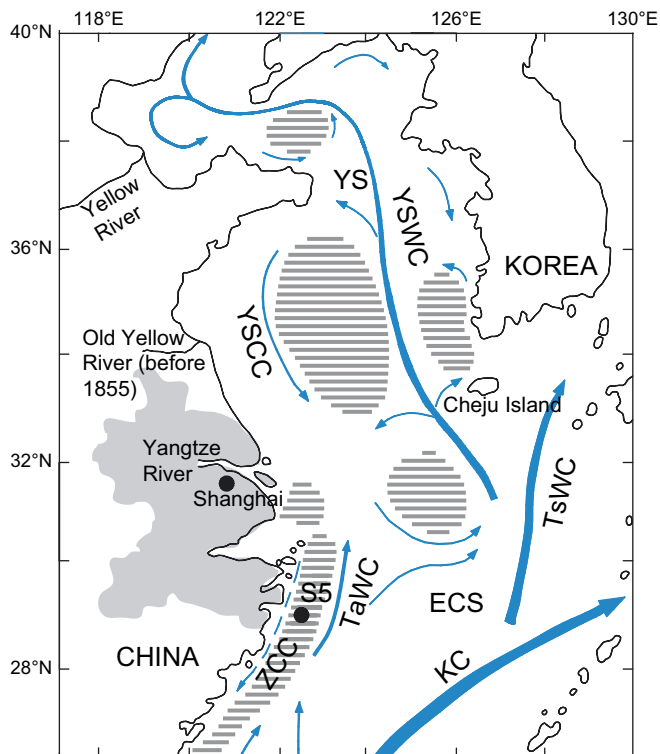 118°E
122°E
126°E
130°E
40°N
YS
Yellow
River
YSWC
36°N
KOREA
YSCC
Old Yellow
River (before
1855)
Cheju Island
Yangtze
River
32°N
Shanghai
TsWC
S5
TaWC
ECS
CHINA
ZCC
KC
28°N